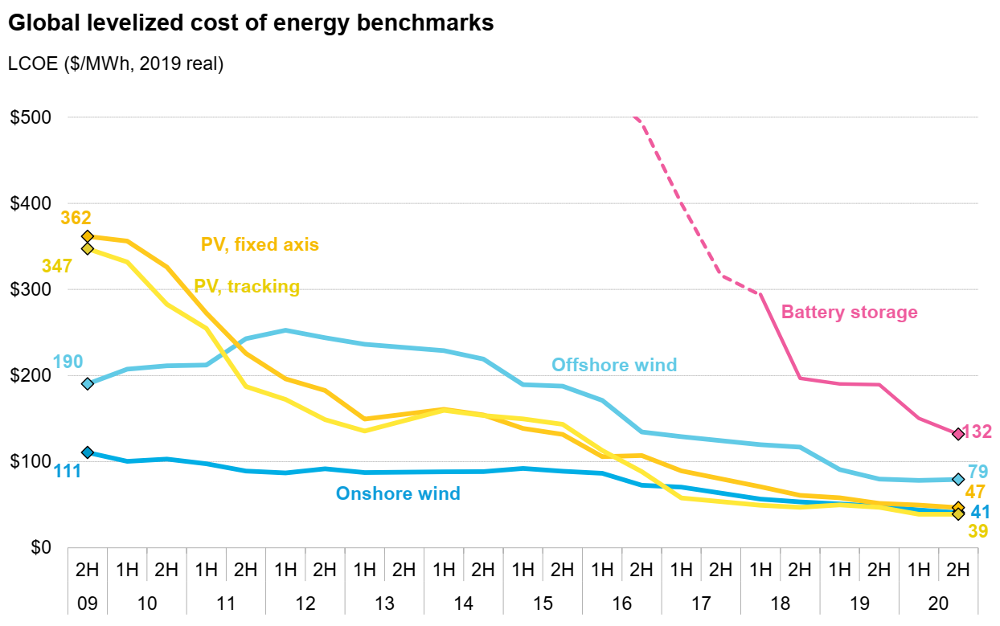 Global levelized cost of energy benchmarks
LCOE ($/MWh, 2019 real)
$500
$400
362
PV, fixed axis
347
PV, tracking
$300
Battery storage
190
Offshore wind
$200
132
$100
111
79
Onshore wind
47
41
39
$0
2H 1H 2H 1H 2H 1H 2H 1H 2H 1H 2H 1H 2H 1H 2H 1H 2H 1H 2H 1H 2H 1H 2H
09 10 11 12 13 14 15 16 17 18 19 20